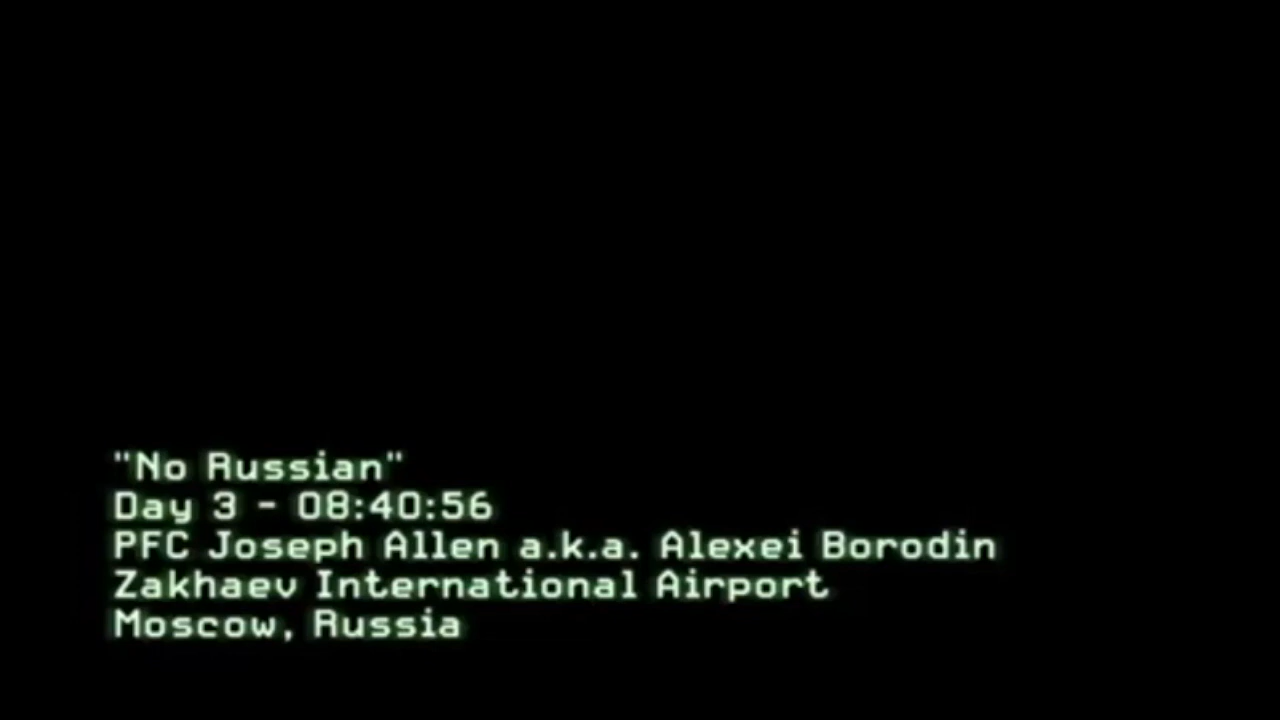 "No Russian"
Day 3 - 08:40:56
PFC Joseph Allen a.k.a. Alexei Borodin
Zakhaev International Airport
Moscow, Russia